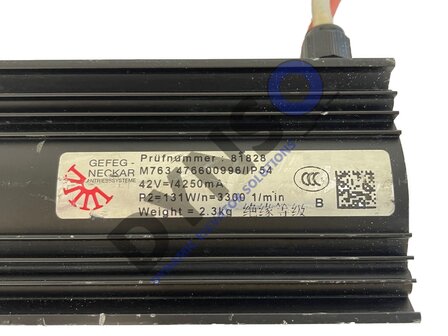 GEFEG-
NECKAR
ANTRIEBSSYSTEME
Prüfnummer : 81828
M763 476600996/IP54
42V=/4250mA
P2=131W/n=3300 1/min
Weight = 2.3kg 绝缘等级
CCC
B